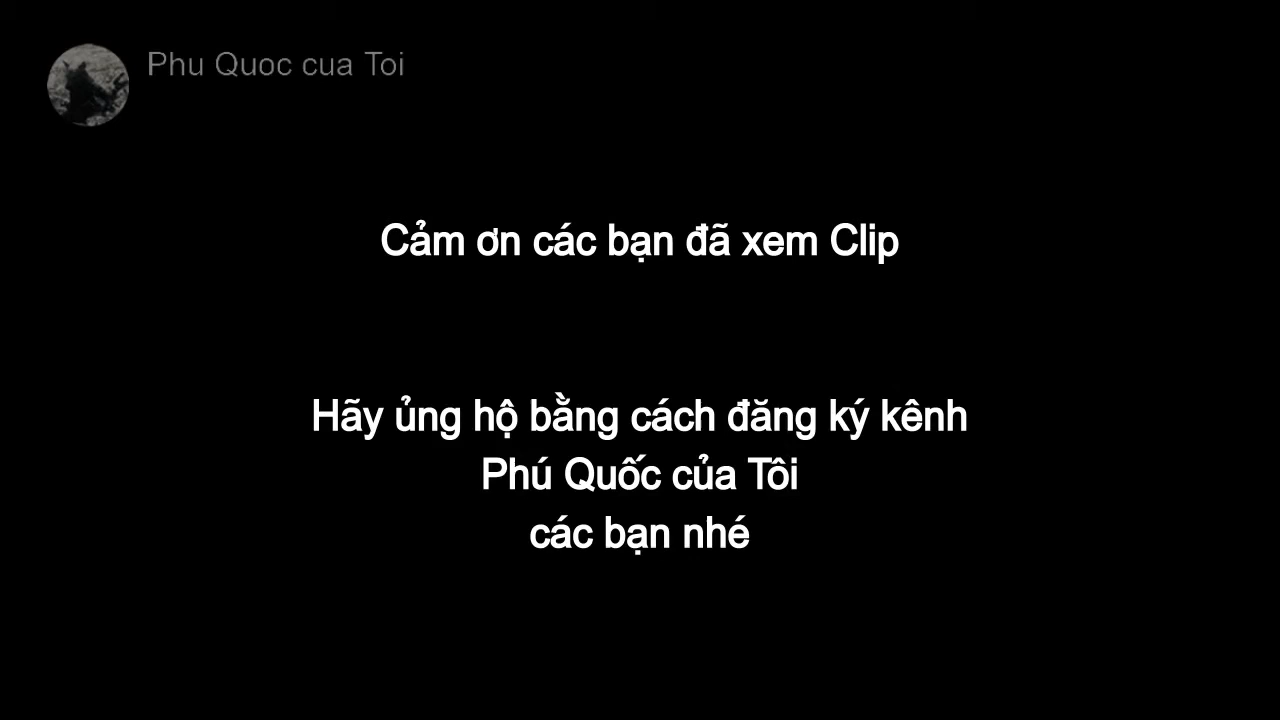 Phu Quoc cua Toi
Cảm ơn các bạn đã xem Clip
Hãy ủng hộ bằng cách đăng ký kênh
Phú Quốc của Tôi
các bạn nhé